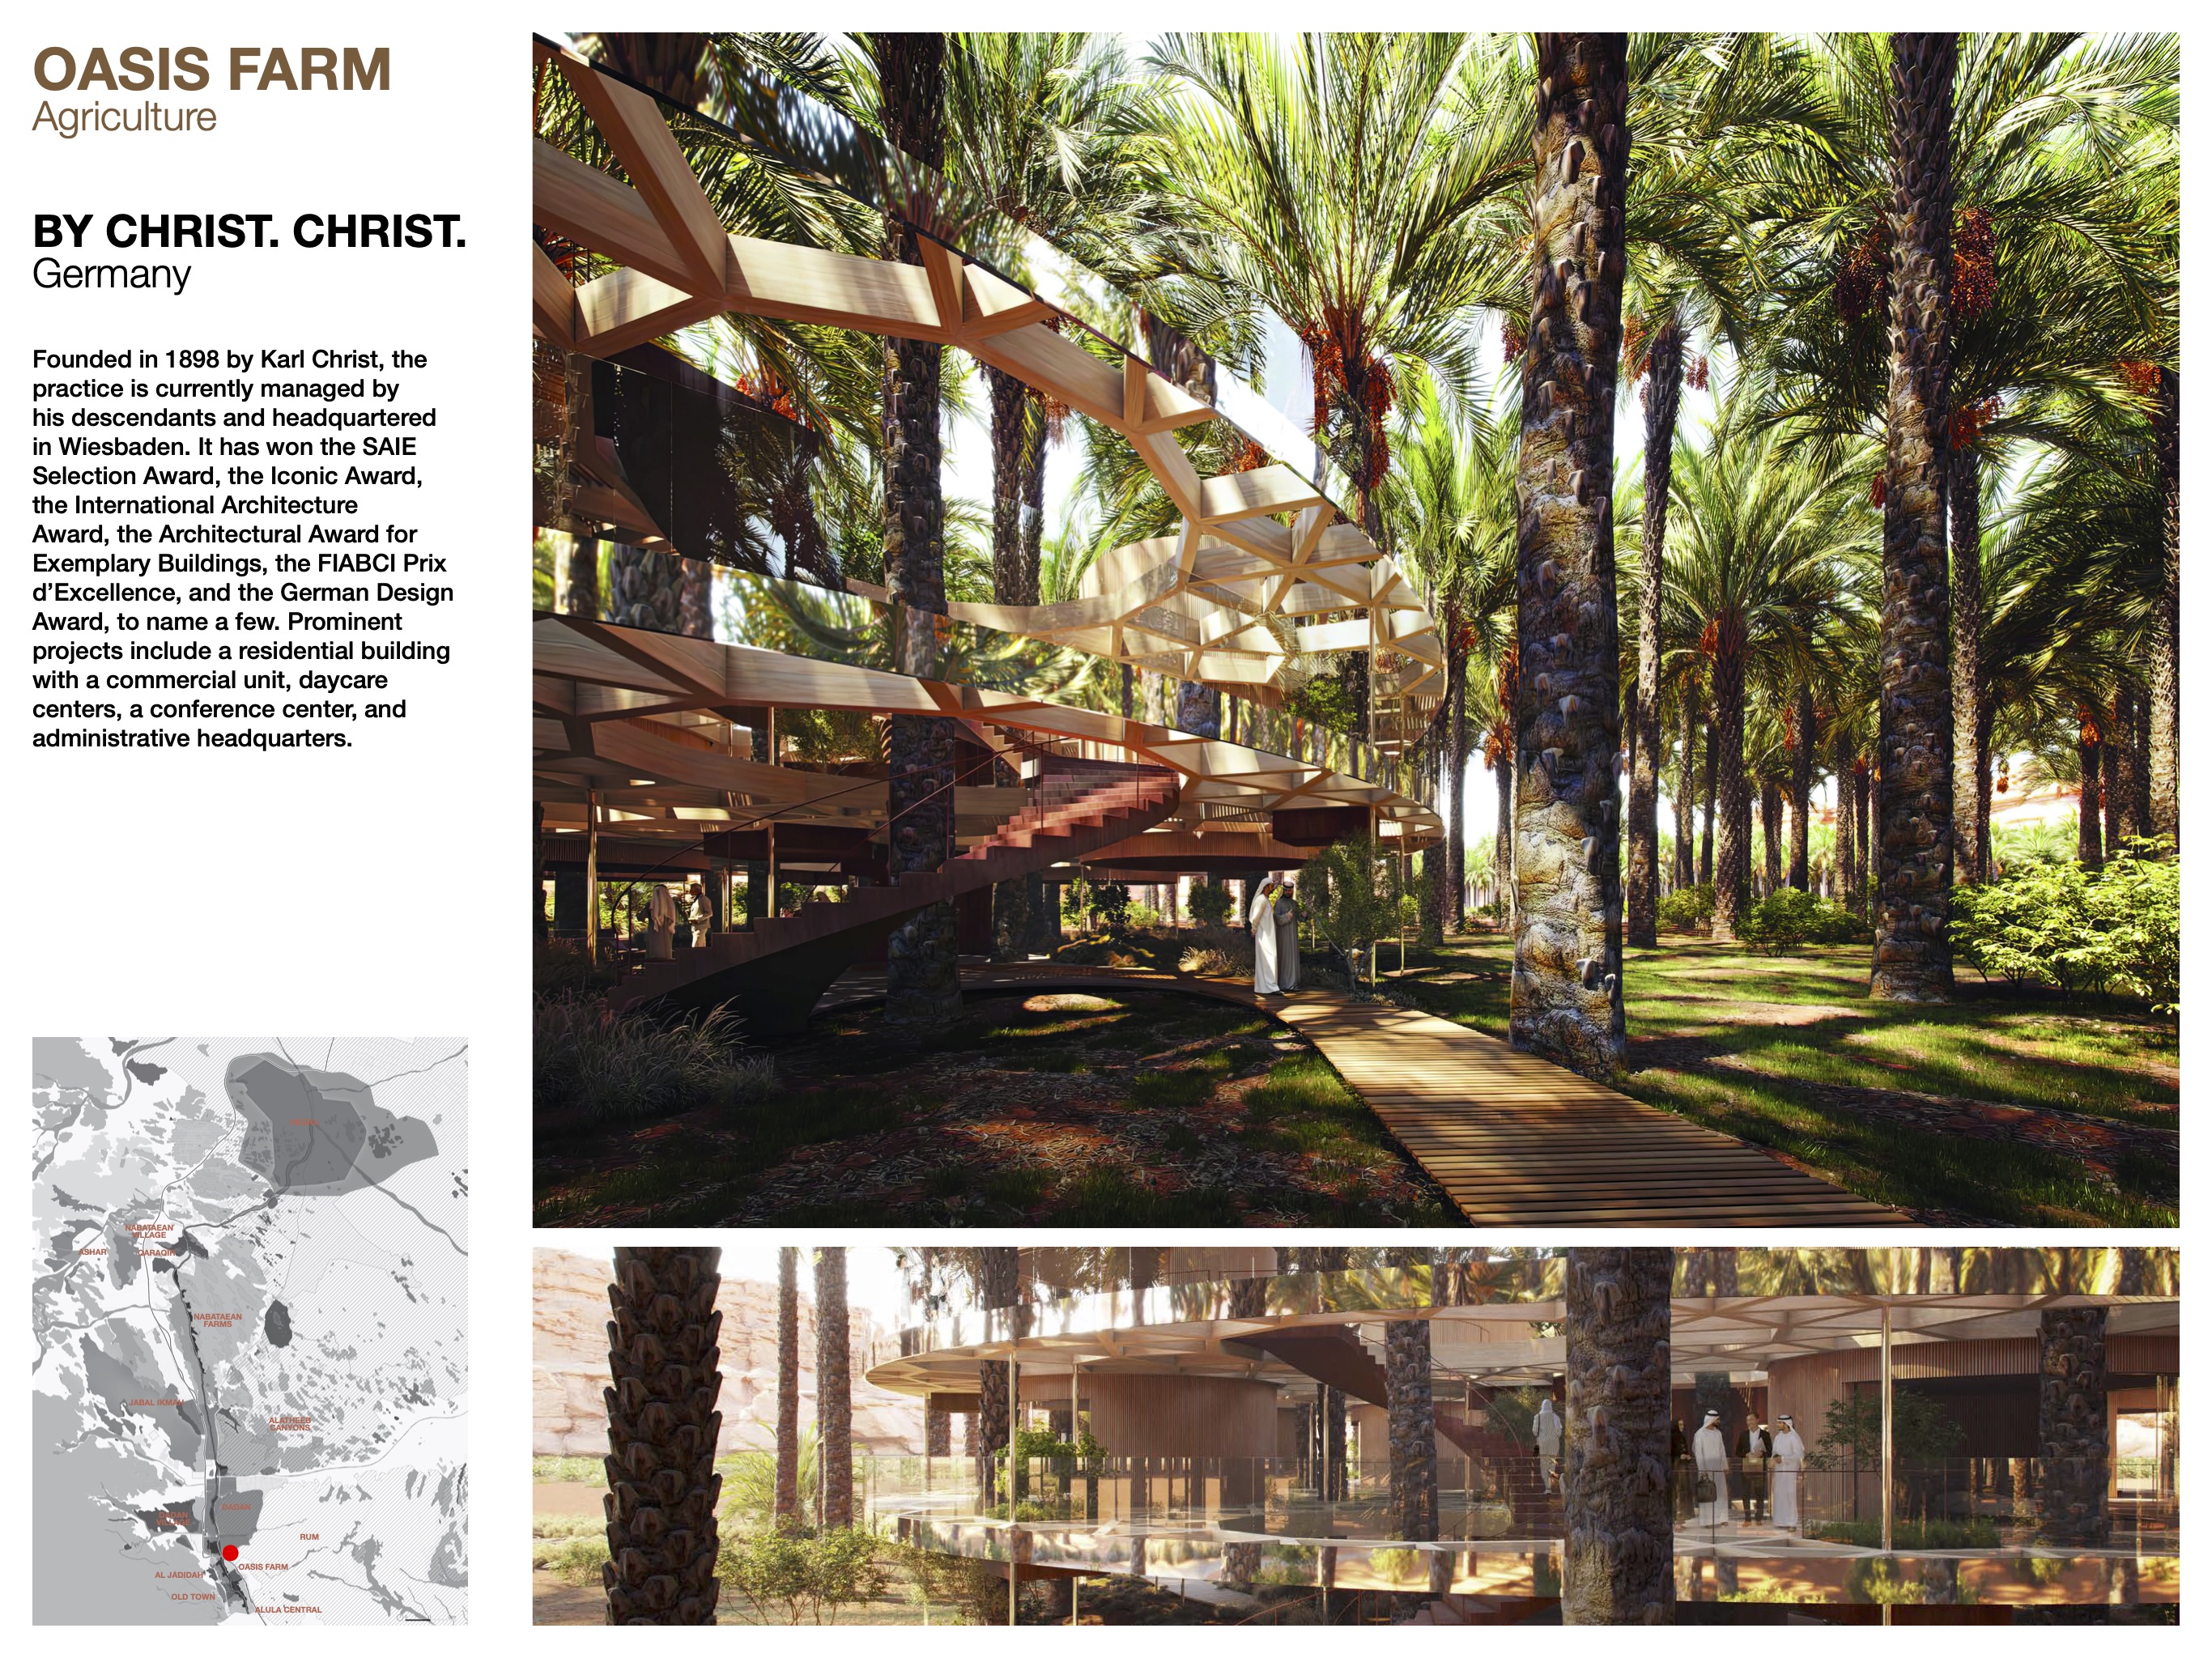 OASIS FARM
Agriculture
BY CHRIST. CHRIST.
Germany
Founded in 1898 by Karl Christ, the
practice is currently managed by
his descendants and headquartered
in Wiesbaden. It has won the SAIE
Selection Award, the Iconic Award,
the International Architecture
Award, the Architectural Award for
Exemplary Buildings, the FIABCI Prix
d’Excellence, and the German Design
Award, to name a few. Prominent
projects include a residential building
with a commercial unit, daycare
centers, a conference center, and
administrative headquarters.
NABATAEAN
VILLAGE
ASHAR
QARAQIR
NABATAEAN
FARMS
JABAL IKMAH
ALATHEEB
CANYONS
DADAN
RUM
OASIS FARM
AL JADIDAH
OLD TOWN
ALULA CENTRAL